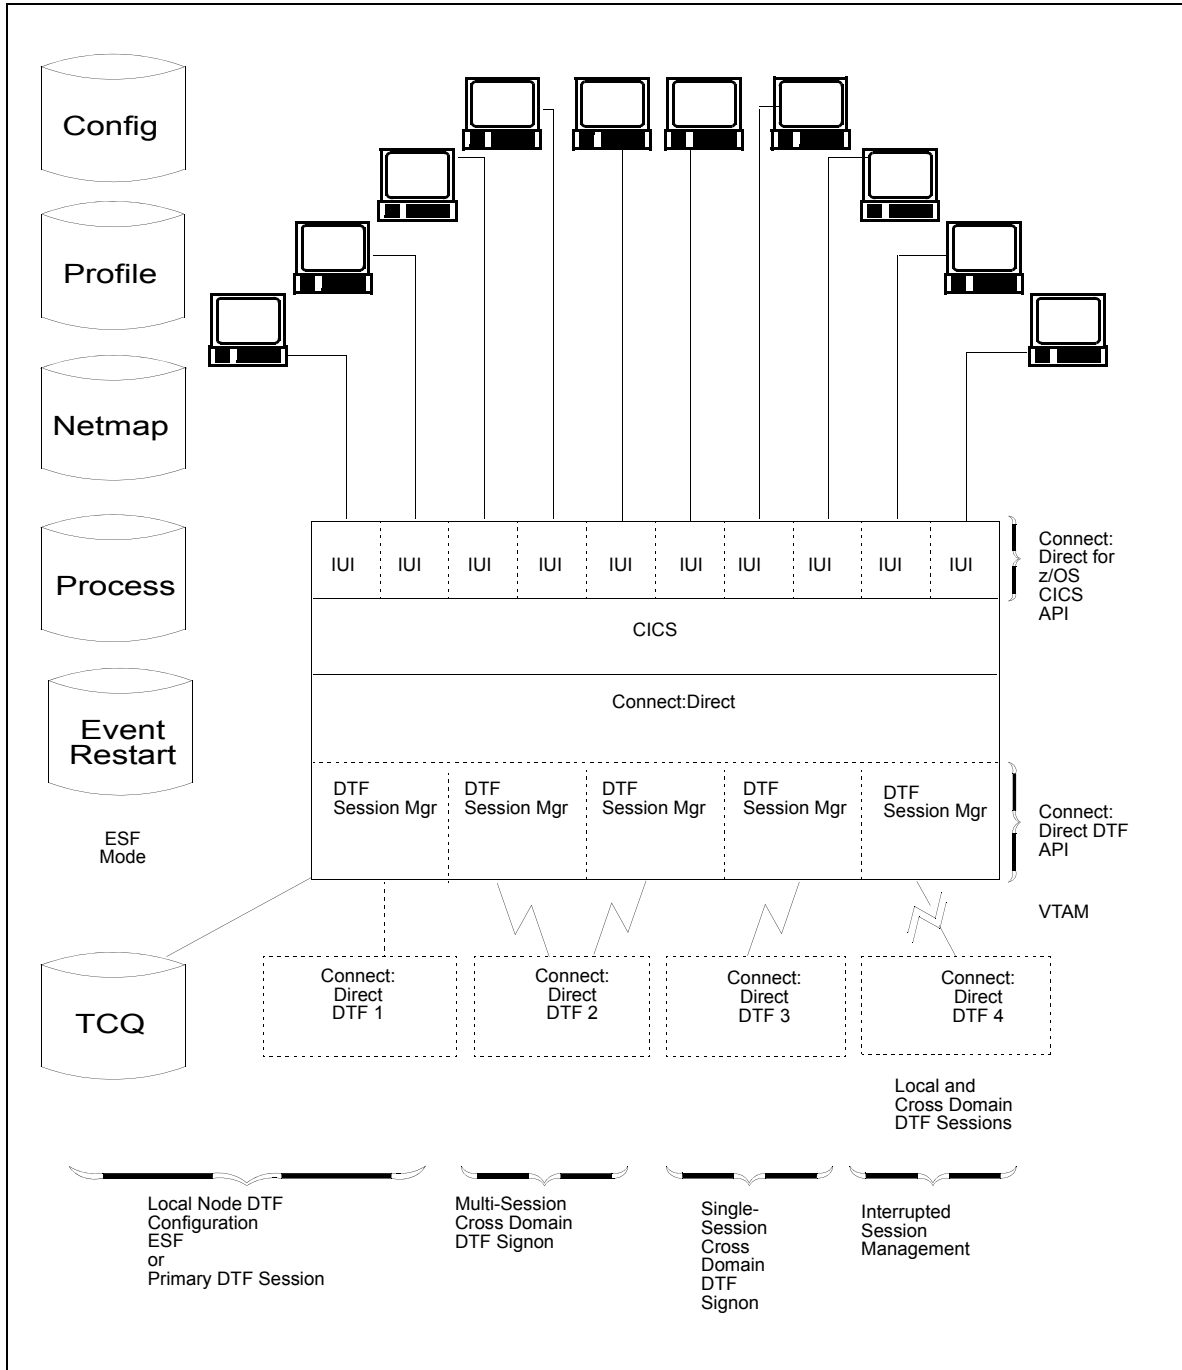 Config
Profile
Netmap
Process
Event
Restart
ESF
Mode
TCQ
IUI IUI IUI IUI IUI IUI IUI IUI IUI IUI
Connect:
Direct for
z/OS
CICS
API
CICS
Connect:Direct
DTF
Session Mgr
DTF
Session Mgr
DTF
Session Mgr
DTF
Session Mgr
DTF
Session Mgr
Connect:
Direct DTF
API
VTAM
Connect:
Direct
DTF 1
Connect:
Direct
DTF 2
Connect:
Direct
DTF 3
Connect:
Direct
DTF 4
Local and
Cross Domain
DTF Sessions
Local Node DTF
Configuration
ESF
or
Primary DTF Session
Multi-Session
Cross Domain
DTF Signon
Single-
Session
Cross
Domain
DTF
Signon
Interrupted
Session
Management